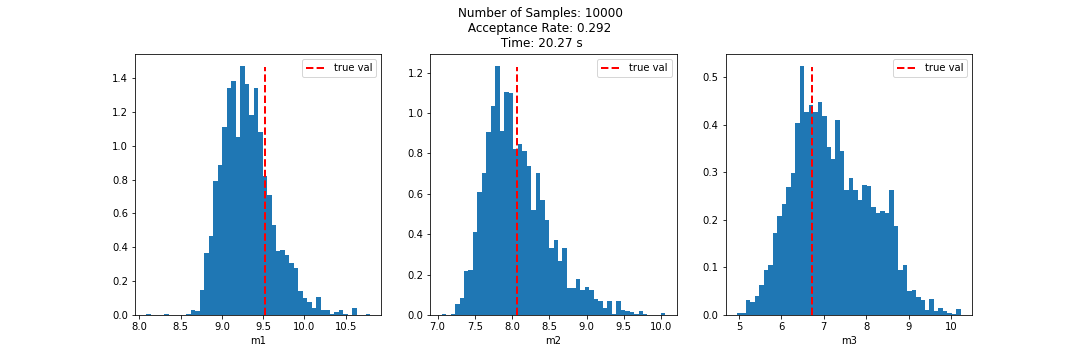 Number of Samples: 10000
Acceptance Rate: 0.292
Time: 20.27 s
true val
1.4
1.2
1.0
0.8
0.6
0.4
0.2
0.0
8.0 8.5 9.0 9.5 10.0 10.5
m1
true val
1.2
1.0
0.8
0.6
0.4
0.2
0.0
7.0 7.5 8.0 8.5 9.0 9.5 10.0
m2
true val
0.5
0.4
0.3
0.2
0.1
0.0
5 6 7 8 9 10
m3